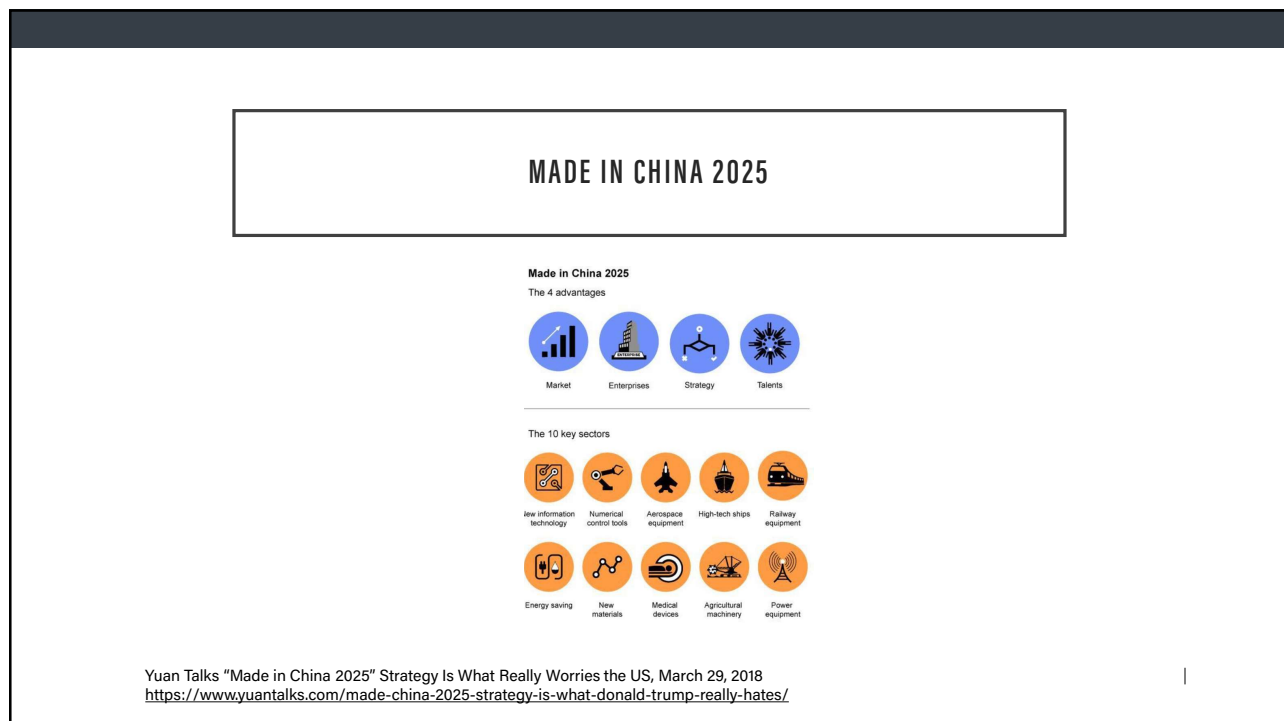 MADE IN CHINA 2025
Made in China 2025
The 4 advantages
ENTERPRISE
Market Enterprises Strategy Talents
The 10 key sectors
ew information Numerical Aerospace High-tech ships Railway
technology control tools equipment equipment
Energy saving New Medical Agricultural Power
materials devices machinery equipment
Yuan Talks “Made in China 2025” Strategy Is What Really Worries the US, March 29, 2018
https://www.yuantalks.com/made-china-2025-strategy-is-what-donald-trump-really-hates/